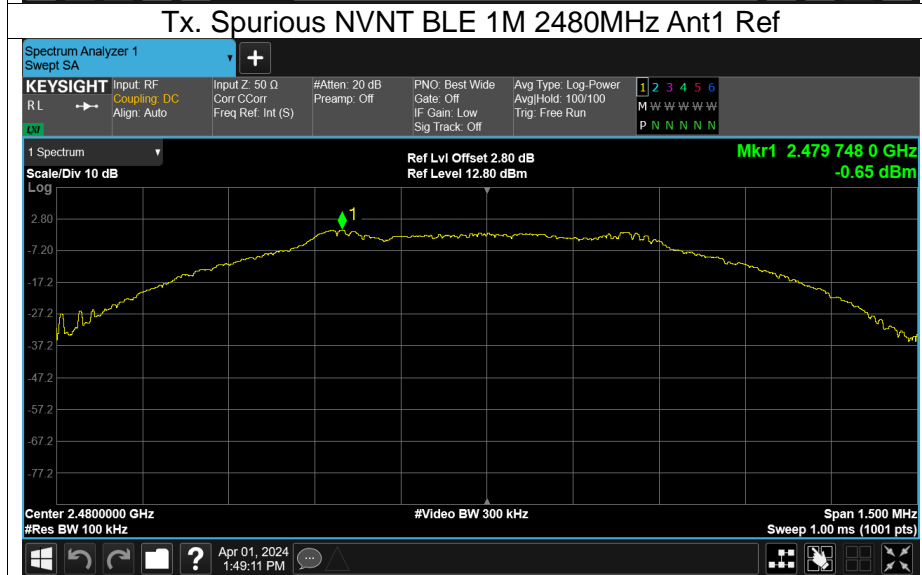 Tx. Spurious NVNT BLE 1M 2480MHz Ant1 Ref
Spectrum Analyzer 1
Swept SA
+
KEYSIGHT Input: RF Input Z: 50 Ω #Atten: 20 dB PNO: Best Wide Avg Type: Log-Power 1 2 3 4 5 6
R L Coupling: DC Corr CCorr Preamp: Off Gate: Off Avg|Hold: 100/100 M W W W W W
Align: Auto Freq Ref: Int (S) IF Gain: Low Trig: Free Run
LXI Sig Track: Off P N N N N N
1 Spectrum Ref Lvl Offset 2.80 dB Mkr1 2.479 748 0 GHz
Scale/Div 10 dB Ref Level 12.80 dBm -0.65 dBm
Log
1
2.80
-7.20
-17.2
-27.2
-37.2
-47.2
-57.2
-67.2
-77.2
Center 2.4800000 GHz #Video BW 300 kHz Span 1.500 MHz
#Res BW 100 kHz Sweep 1.00 ms (1001 pts)
? Apr 01, 2024
1:49:11 PM